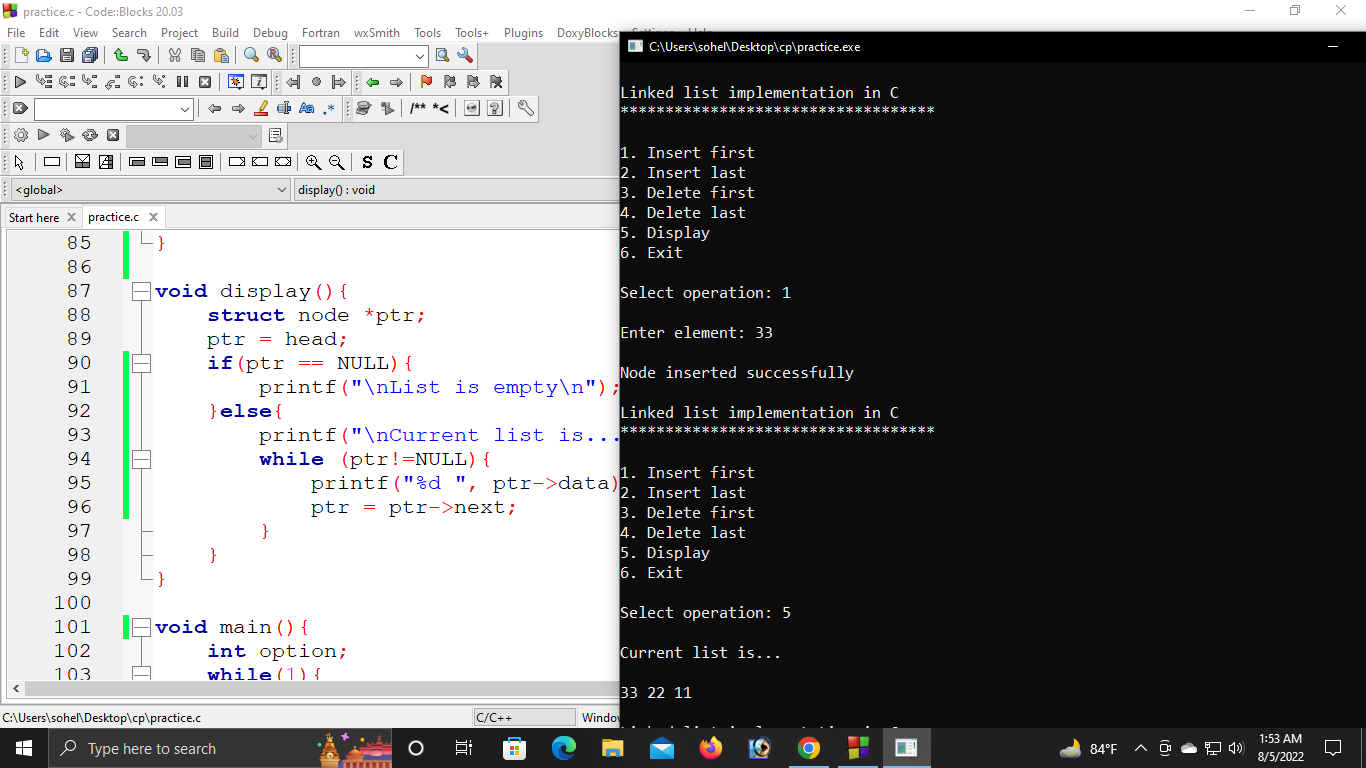 practice.c - Code::Blocks 20.03
File Edit View Search Project Build Debug Fortran wxSmith Tools Tools+ Plugins DoxyBlocks
/** *<
S C
<global>
display() : void
Start here
practice.c
85 }
86
87 void display(){
88 struct node *ptr;
89 ptr = head;
90 if(ptr == NULL){
91 printf("\nList is empty\n");
92 }else{
93 printf("\nCurrent list is...
94 while (ptr!=NULL){
95 printf("%d ", ptr->data)
96 ptr = ptr->next;
97 }
98 }
99 }
100
101 void main(){
102 int option;
103 while(1){
C:\Users\sohel\Desktop\cp\practice.c
C/C++
Window
C:\Users\sohel\Desktop\cp\practice.exe
Linked list implementation in C
***********************************
1. Insert first
2. Insert last
3. Delete first
4. Delete last
5. Display
6. Exit
Select operation: 1
Enter element: 33
Node inserted successfully
Linked list implementation in C
***********************************
1. Insert first
2. Insert last
3. Delete first
4. Delete last
5. Display
6. Exit
Select operation: 5
Current list is...
33 22 11
Type here to search
84°F
1:53 AM
8/5/2022